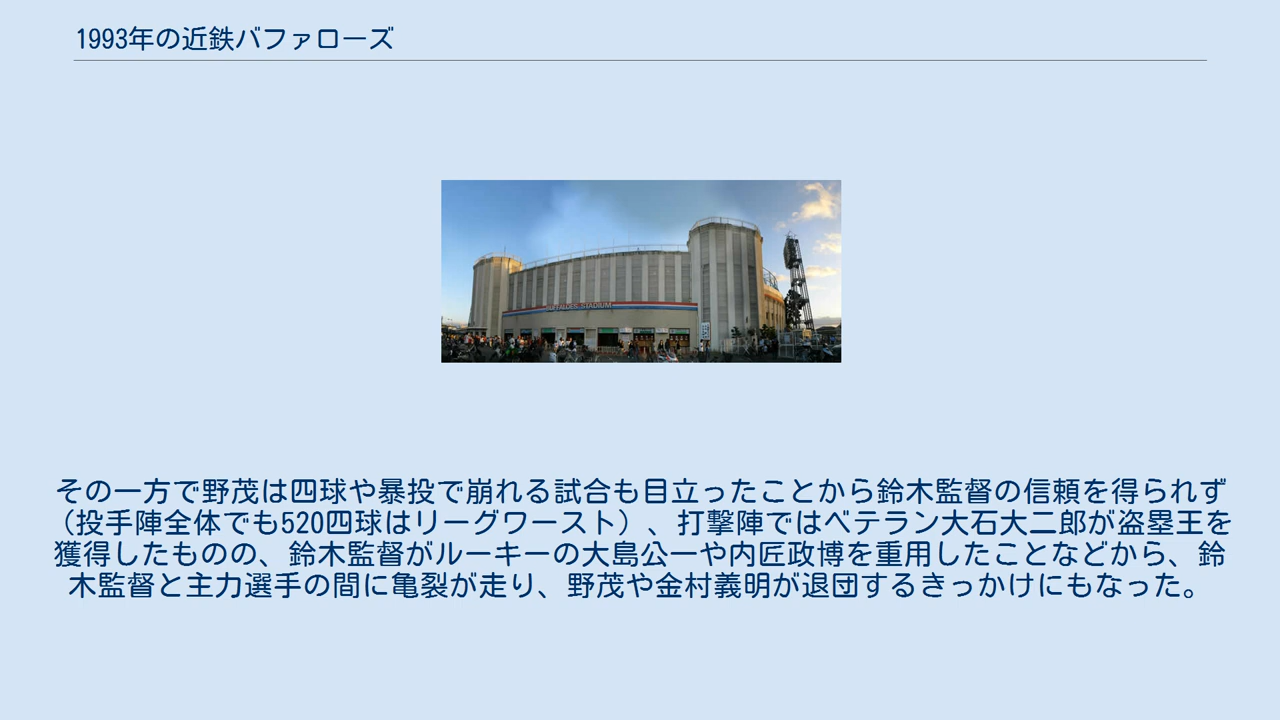 1993年の近鉄バファローズ
BUFFALOES STADIUM
その一方で野茂は四球や暴投で崩れる試合も目立ったことから鈴木監督の信頼を得られず
（投手陣全体でも520四球はリーグワースト）、打撃陣ではベテラン大石大二郎が盗塁王を
獲得したものの、鈴木監督がルーキーの大島公一や内匠政博を重用したことなどから、鈴
木監督と主力選手の間に亀裂が走り、野茂や金村義明が退団するきっかけにもなった。